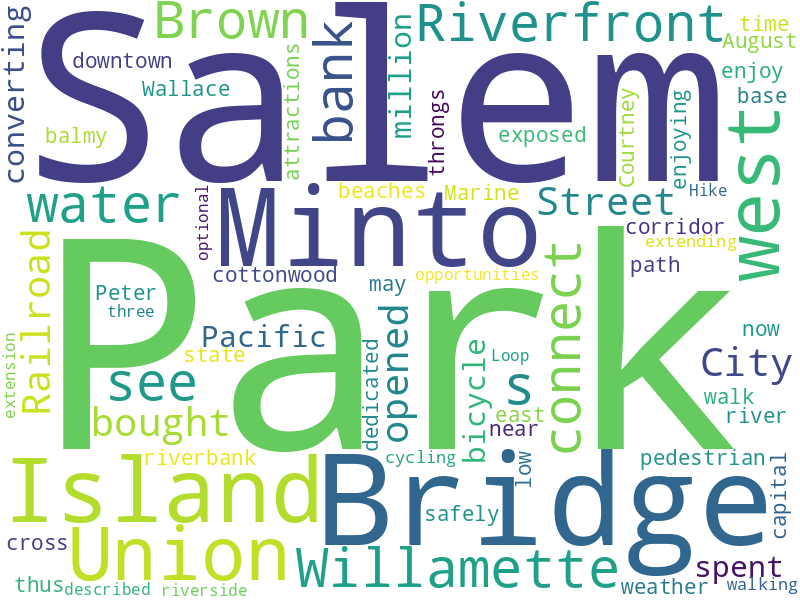 Salem
Park
Minto
Bridge
Island
Union
Willamette
Riverfront
Brown
bank
million
west
water
Street
connect
Railroad
see
bought
opened
s
City
Pacific
bicycle
converting
downtown
Wallace
balmy
attractions
throngs
exposed
Courtney
enjoying
time
August
enjoy
base
Hike
optional
beaches
Marine
corridor
extending
path
cottonwood
opportunities
may
Peter
three
state
dedicated
Loop
now
walk
river
extension
east
near
riverbank
cycling
low
pedestrian
capital
cross
safely
spent
thus
described
riverside
weather
walking